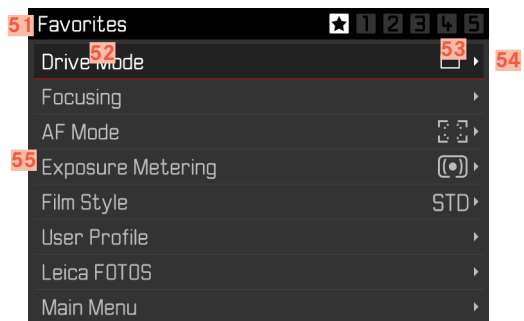 51 Favorites ★ 1 2 3 4 5
52 53
Drive Mode 54
Focusing
AF Mode
55 Exposure Metering
Film Style STD
User Profile
Leica FOTOS
Main Menu